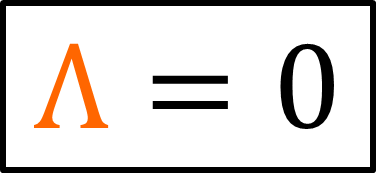 Λ = 0